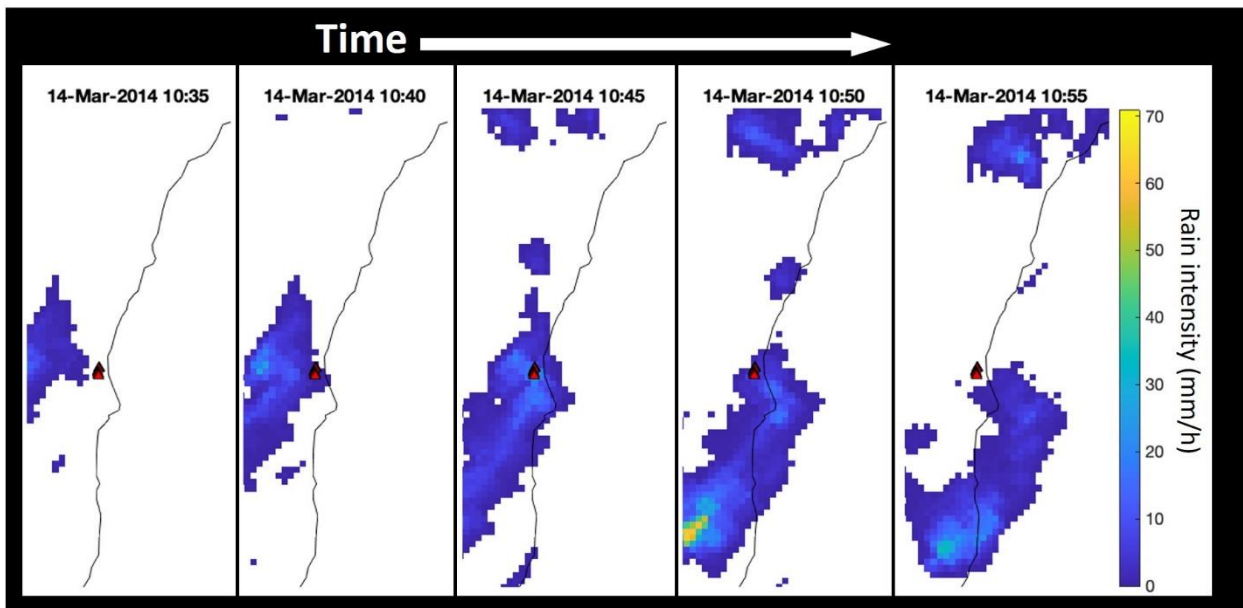 Time
14-Mar-2014 10:35
14-Mar-2014 10:40
14-Mar-2014 10:45
14-Mar-2014 10:50
14-Mar-2014 10:55
70
60
50
40
30
20
10
0
Rain intensity (mm/h)